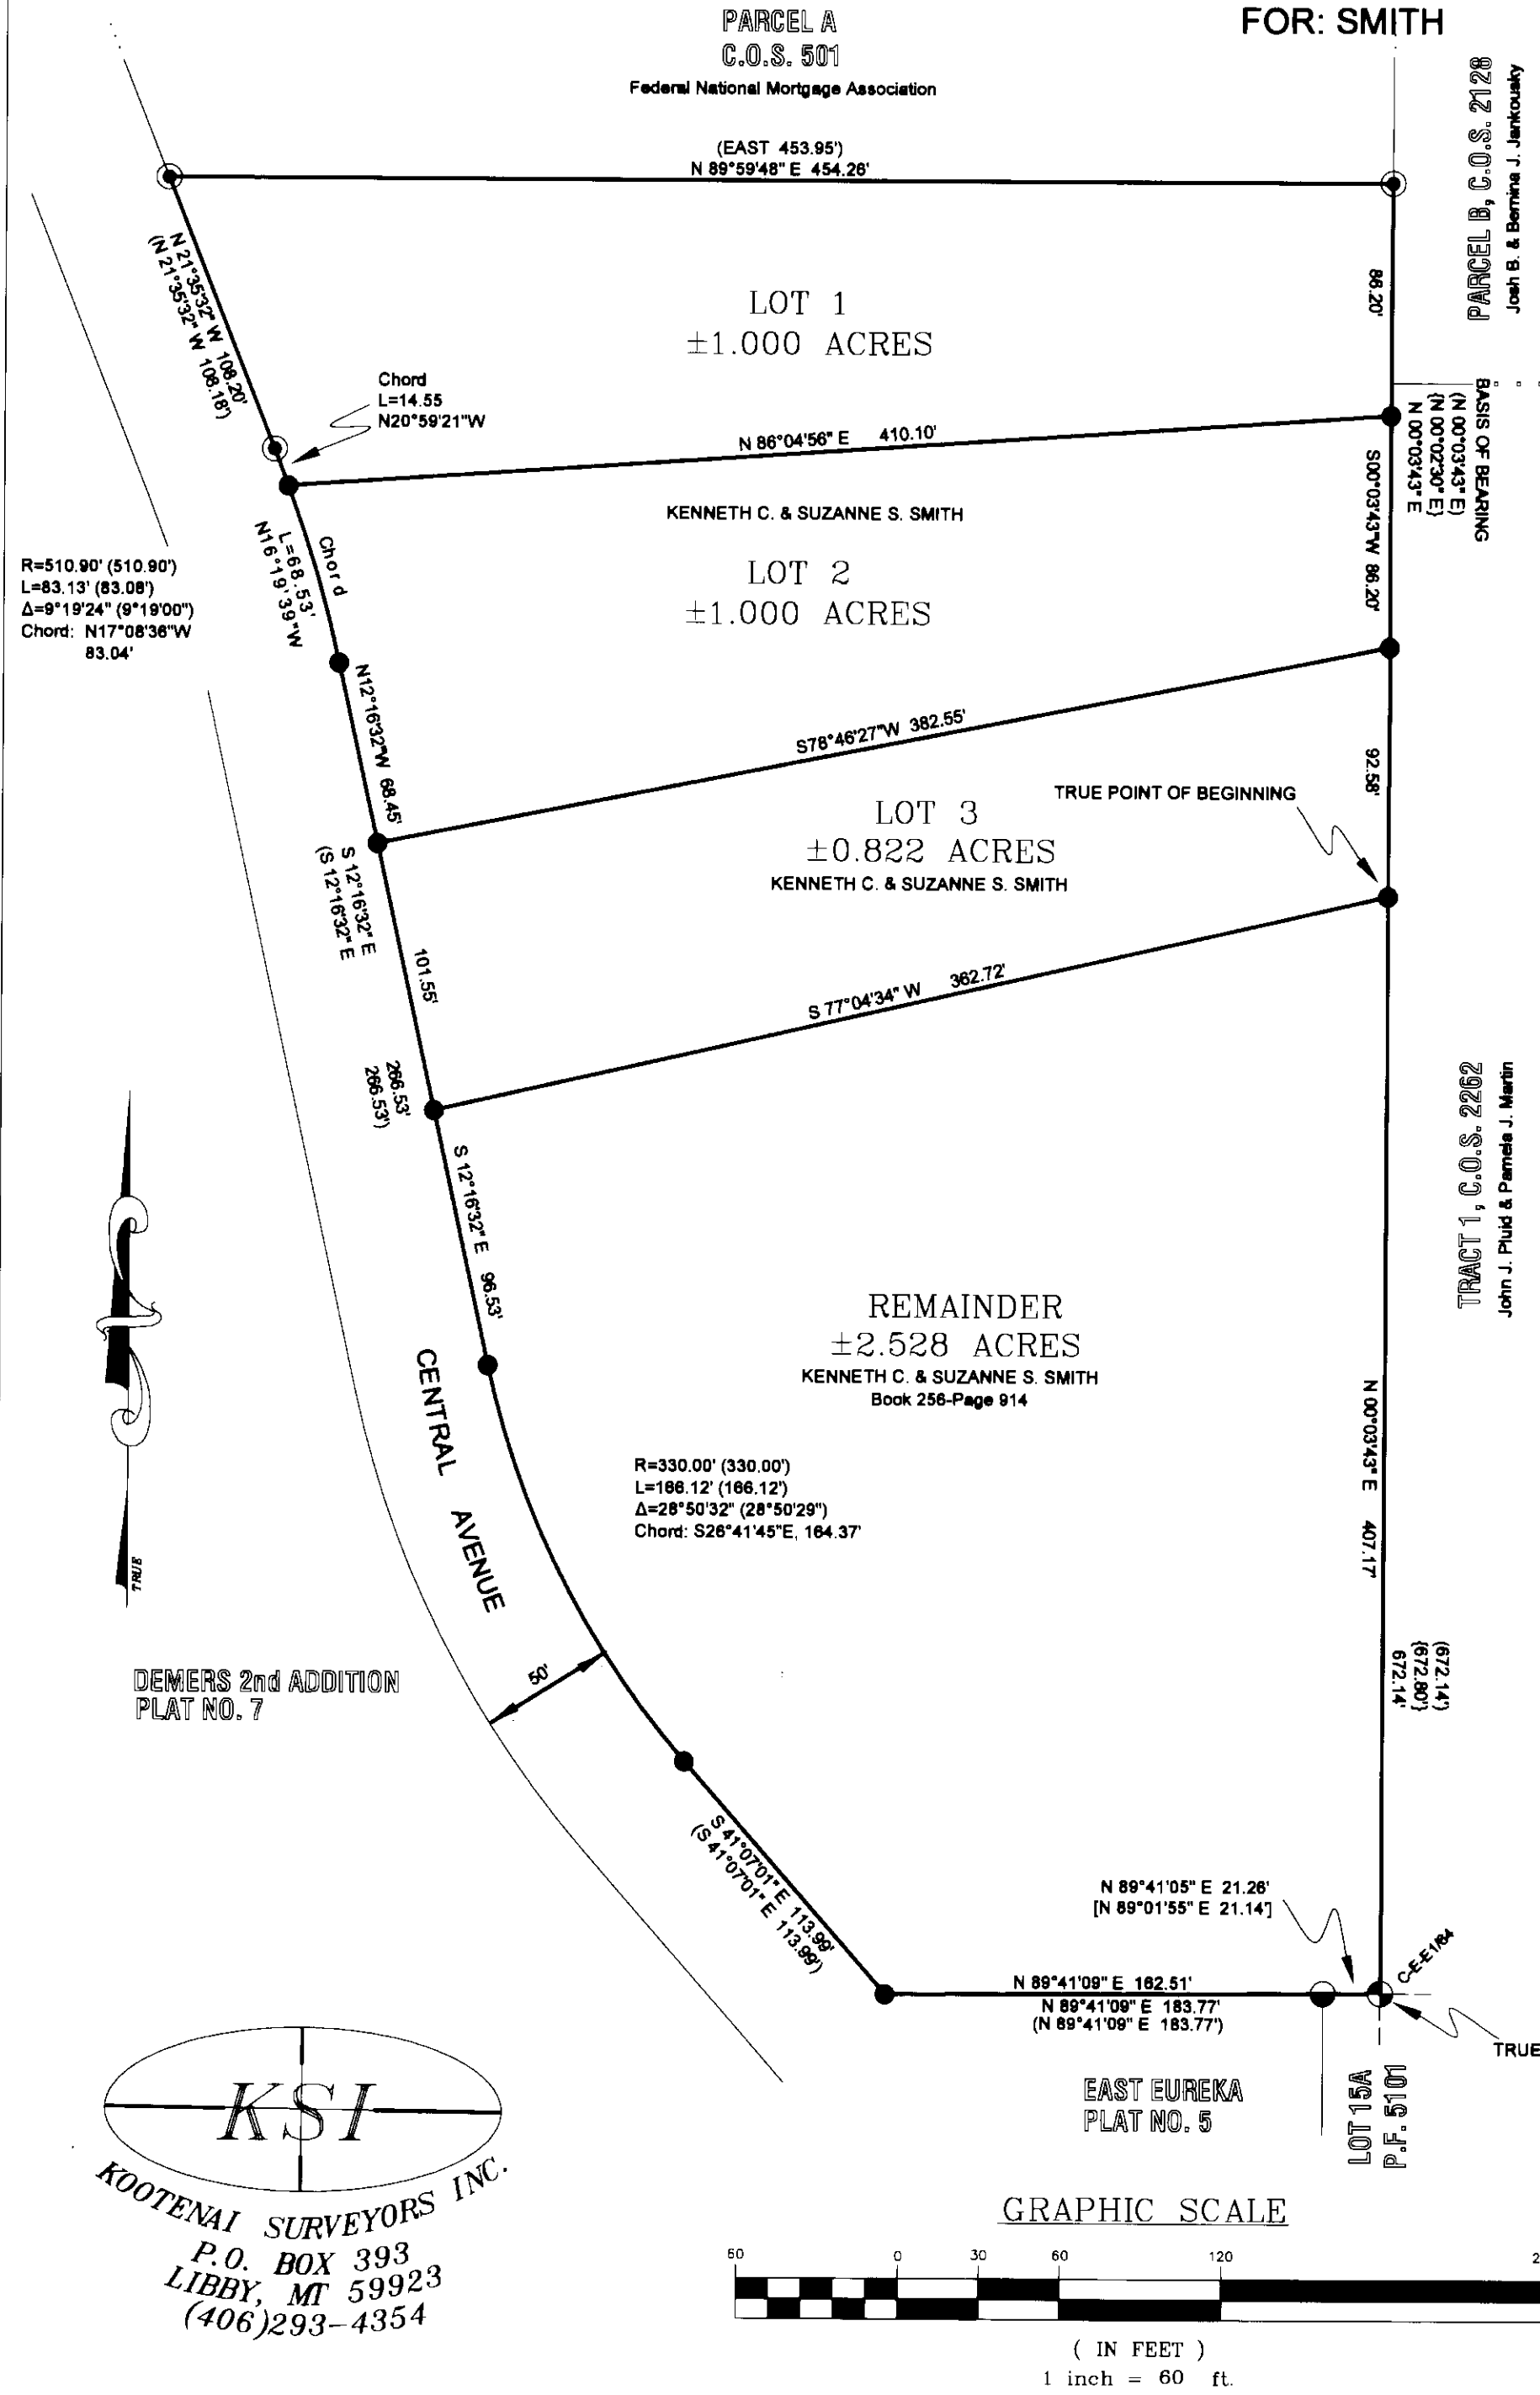 FOR: SMITH
PARCEL A
C.O.S. 501
Federal National Mortgage Association
PARCEL B, C.O.S. 2128
Josh B. & Bernina J. Jankousky
(EAST 453.95')
N 89°59'48" E 454.26'
N 21°35'32" W 108.20'
(N 21°35'32" W 108.18')
LOT 1
±1.000 ACRES
86.20'
Chord
L=14.55
N20°59'21"W
N 86°04'56" E 410.10'
BASIS OF BEARING
(N 00°03'43" E)
{N 00°02'30" E}
N 00°03'43" E
S00°03'43"W 86.20'
KENNETH C. & SUZANNE S. SMITH
LOT 2
±1.000 ACRES
Chord
L=68.53'
N16°19'39"W
R=510.90' (510.90')
L=83.13' (83.08')
Δ=9°19'24" (9°19'00")
Chord: N17°08'36"W
83.04'
N12°16'32"W 68.45'
S78°46'27"W 382.55'
92.58'
TRUE POINT OF BEGINNING
LOT 3
±0.822 ACRES
KENNETH C. & SUZANNE S. SMITH
S 12°16'32" E
(S 12°16'32" E
101.55'
S 77°04'34" W 362.72'
266.53'
266.53')
S 12°16'32" E 96.53'
TRACT 1, C.O.S. 2262
John J. Pluid & Pamela J. Martin
REMAINDER
±2.528 ACRES
KENNETH C. & SUZANNE S. SMITH
Book 256-Page 914
N 00°03'43" E 407.17'
CENTRAL AVENUE
R=330.00' (330.00')
L=166.12' (166.12')
Δ=28°50'32" (28°50'29")
Chord: S26°41'45"E, 164.37'
TRUE
(672.14')
{672.80'}
672.14'
50'
DEMERS 2nd ADDITION
PLAT NO. 7
S 41°07'01" E 113.99'
(S 41°07'01" E 113.99')
N 89°41'05" E 21.26'
[N 89°01'55" E 21.14']
C-E-E1/64
N 89°41'09" E 162.51'
N 89°41'09" E 183.77'
(N 89°41'09" E 183.77')
TRUE
EAST EUREKA
PLAT NO. 5
LOT 15A
P.F. 5101
KSI
KOOTENAI SURVEYORS INC.
P.O. BOX 393
LIBBY, MT 59923
(406)293-4354
GRAPHIC SCALE
60 0 30 60 120 2
( IN FEET )
1 inch = 60 ft.